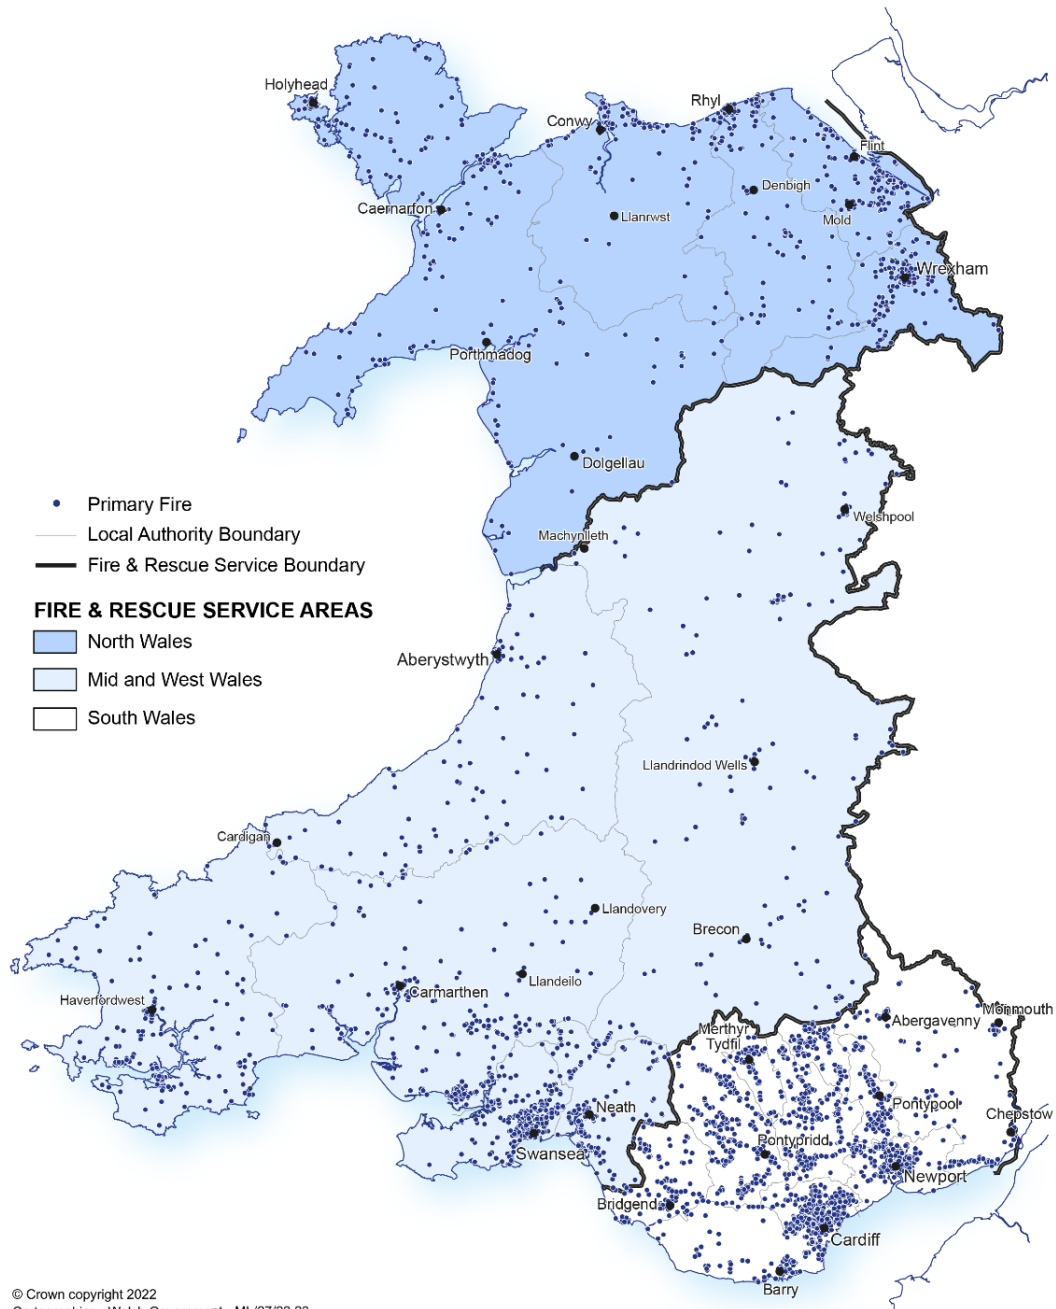 Holyhead
Rhyl
Conwy
Flint
Denbigh
Caernarfon
Llanrwst
Mold
Wrexham
Porthmadog
Dolgellau
Primary Fire
Local Authority Boundary
Fire & Rescue Service Boundary
FIRE & RESCUE SERVICE AREAS
North Wales
Mid and West Wales
South Wales
Welshpool
Machynlleth
Aberystwyth
Llandrindod Wells
Cardigan
Llandovery
Brecon
Llandeilo
Carmarthen
Haverfordwest
Abergavenny
Monmouth
Merthyr
Tydfil
Pontypool
Chepstow
Neath
Pontypridd
Swansea
Newport
Bridgend
Cardiff
Barry
© Crown copyright 2022